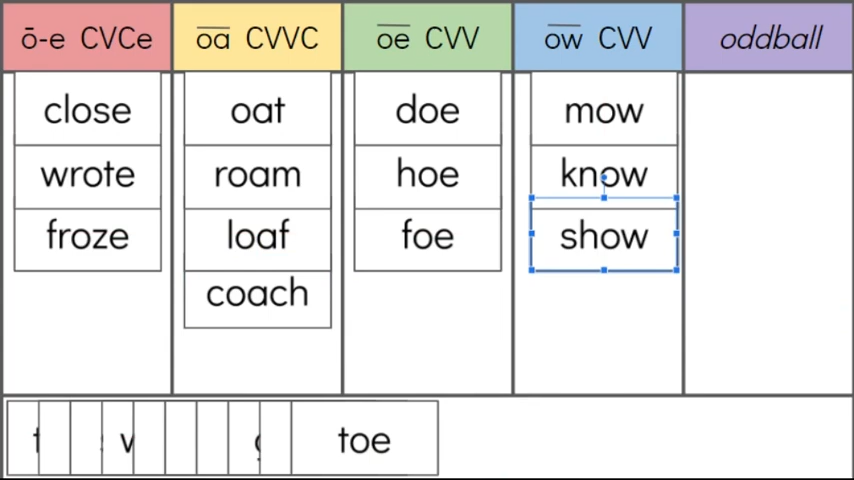 ō-e CVCe
oa CVVC
oe CVV
ow CVV
oddball
close
oat
doe
mow
wrote
roam
hoe
know
froze
loaf
foe
show
coach
toe